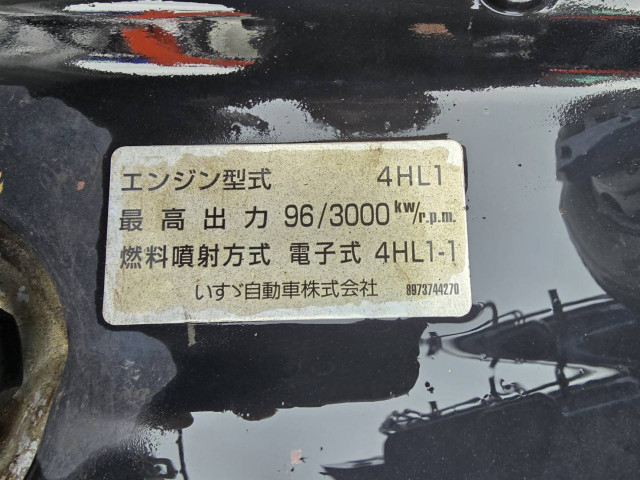 エンジン型式 4HL1
最高出力 96/3000 kw/r.p.m.
燃料噴射方式 電子式 4HL1-1
いすゞ自動車株式会社 8973744270